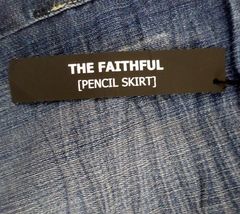 THE FAITHFUL
[PENCIL SKIRT]